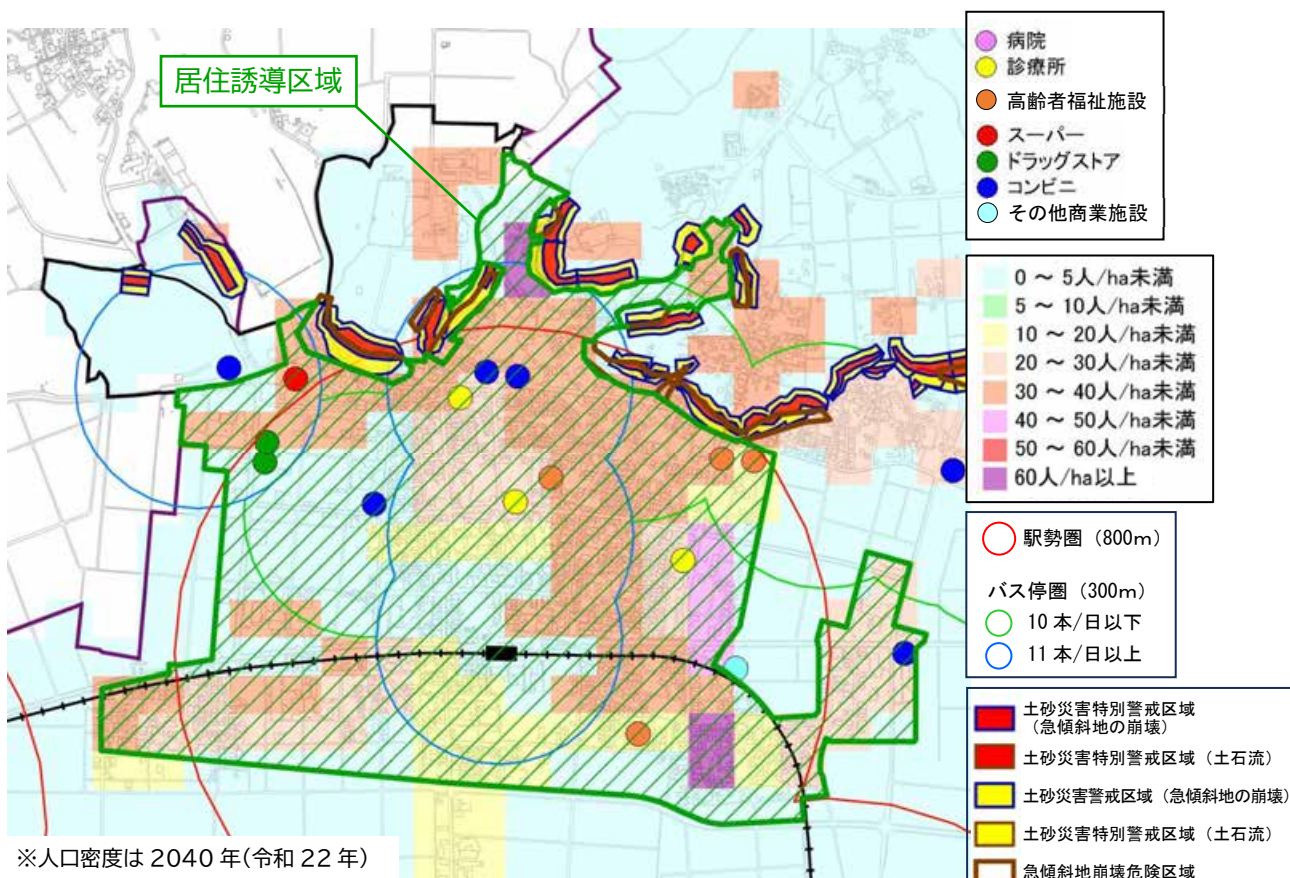 居住誘導区域
病院
診療所
高齢者福祉施設
スーパー
ドラッグストア
コンビニ
その他商業施設
0 ~ 5人/ha未満
5 ~ 10人/ha未満
10 ~ 20人/ha未満
20 ~ 30人/ha未満
30 ~ 40人/ha未満
40 ~ 50人/ha未満
50 ~ 60人/ha未満
60人/ha以上
駅勢圏（800m）
バス停圏（300m）
10 本/日以下
11 本/日以上
土砂災害特別警戒区域
（急傾斜地の崩壊）
土砂災害特別警戒区域（土石流）
土砂災害警戒区域（急傾斜地の崩壊）
土砂災害特別警戒区域（土石流）
急傾斜地崩壊危険区域
※人口密度は 2040 年(令和 22 年)